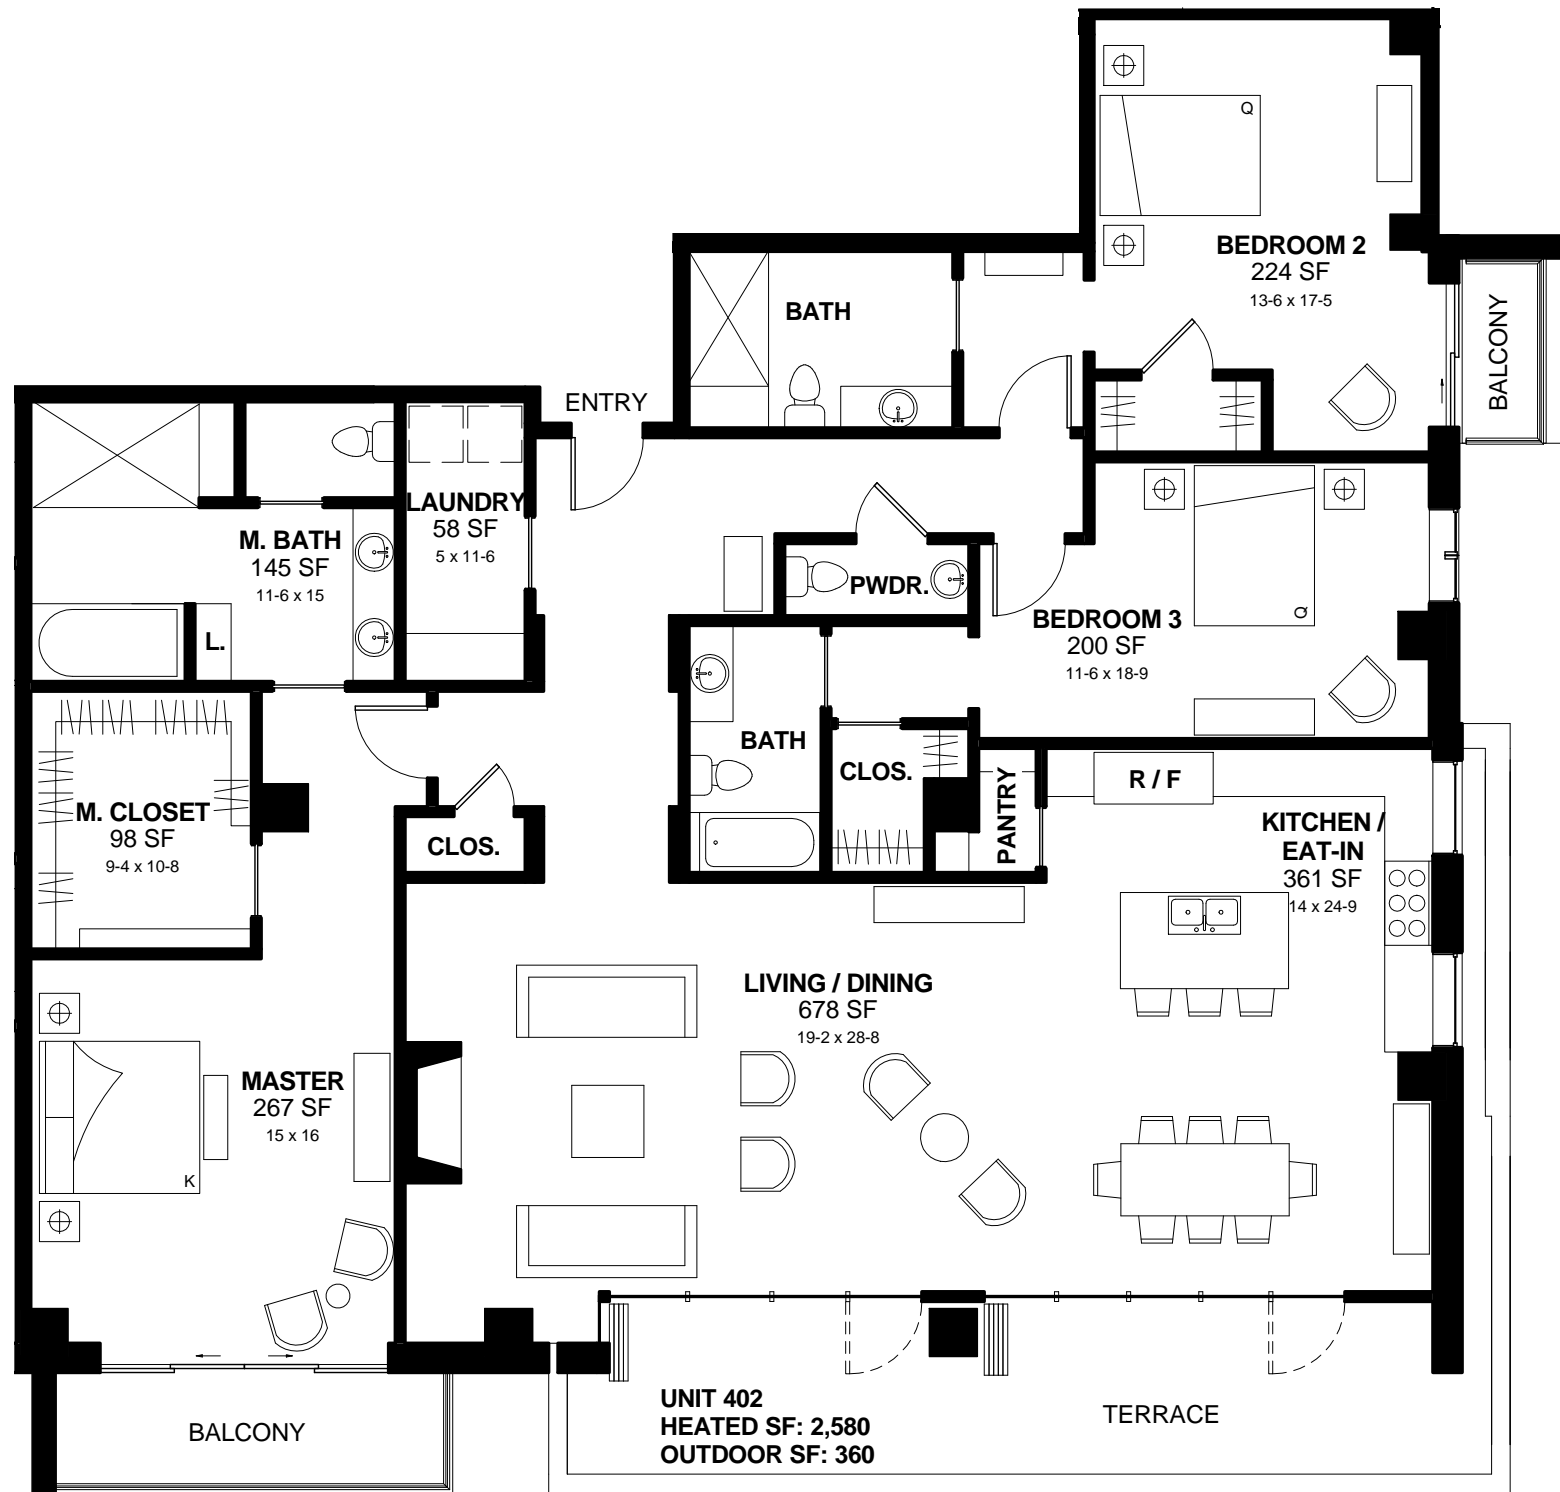 Q
BEDROOM 2
224 SF
13-6 x 17-5
BALCONY
BATH
ENTRY
LAUNDRY
58 SF
5 x 11-6
M. BATH
145 SF
11-6 x 15
L.
PWDR.
Q
BEDROOM 3
200 SF
11-6 x 18-9
BATH
CLOS.
PANTRY
R / F
M. CLOSET
98 SF
9-4 x 10-8
CLOS.
KITCHEN /
EAT-IN
361 SF
14 x 24-9
LIVING / DINING
678 SF
19-2 x 28-8
MASTER
267 SF
15 x 16
K
BALCONY
UNIT 402
HEATED SF: 2,580
OUTDOOR SF: 360
TERRACE